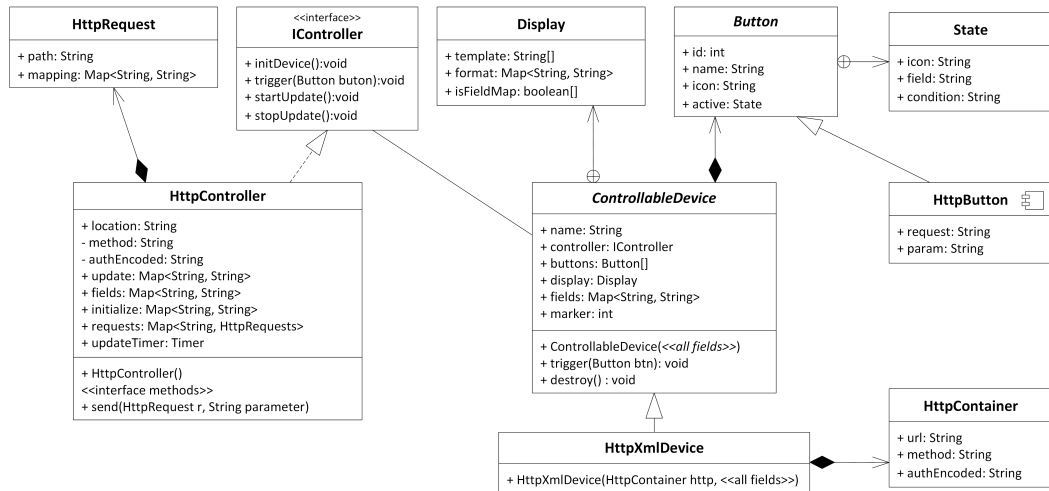 HttpRequest
+ path: String
+ mapping: Map<String, String>
<<interface>>
IController
+ initDevice():void
+ trigger(Button buton):void
+ startUpdate():void
+ stopUpdate():void
Display
+ template: String[]
+ format: Map<String, String>
+ isFieldMap: boolean[]
Button
+ id: int
+ name: String
+ icon: String
+ active: State
State
+ icon: String
+ field: String
+ condition: String
HttpController
+ location: String
- method: String
- authEncoded: String
+ update: Map<String, String>
+ fields: Map<String, String>
+ initialize: Map<String, String>
+ requests: Map<String, HttpRequests>
+ updateTimer: Timer
+ HttpController()
<<interface methods>>
+ send(HttpRequest r, String parameter)
ControllableDevice
+ name: String
+ controller: IController
+ buttons: Button[]
+ display: Display
+ fields: Map<String, String>
+ marker: int
+ ControllableDevice(<<all fields>>)
+ trigger(Button btn): void
+ destroy() : void
HttpButton
+ request: String
+ param: String
HttpXmlDevice
+ HttpXmlDevice(HttpContainer http, <<all fields>>)
HttpContainer
+ url: String
+ method: String
+ authEncoded: String